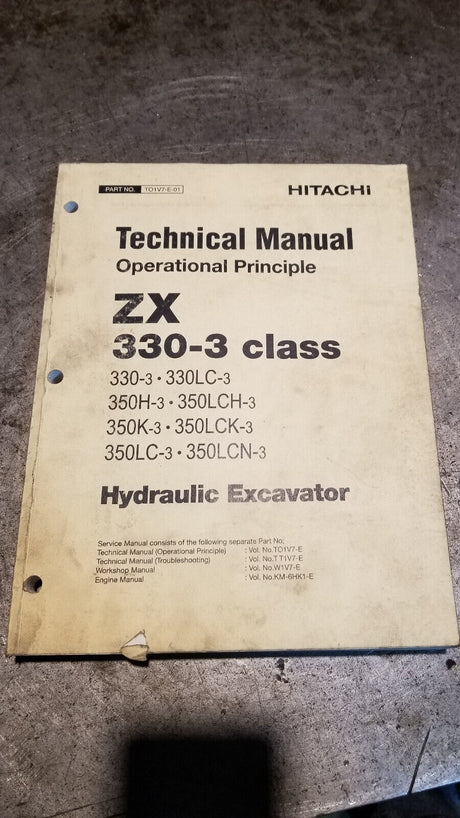 PART NO. TO1V7-E-01
HITACHI
Technical Manual
Operational Principle
ZX
330-3 class
330-3 • 330LC-3
350H-3 • 350LCH-3
350K-3 • 350LCK-3
350LC-3 • 350LCN-3
Hydraulic Excavator
Service Manual consists of the following separate Part No;
Technical Manual (Operational Principle) : Vol. No.TO1V7-E
Technical Manual (Troubleshooting) : Vol. No.TT1V7-E
Workshop Manual : Vol. No.W1V7-E
Engine Manual : Vol. No.KM-6HK1-E